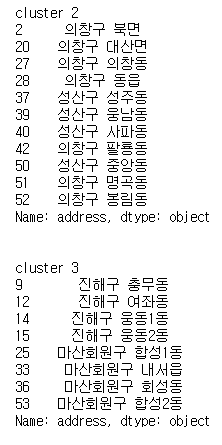 cluster 2
2 의창구 북면
20 의창구 대산면
27 의창구 의창동
28 의창구 동읍
37 성산구 성주동
39 성산구 웅남동
40 성산구 사파동
42 의창구 팔룡동
50 성산구 중앙동
51 의창구 명곡동
52 의창구 봉림동
Name: address, dtype: object
cluster 3
9 진해구 충무동
12 진해구 여좌동
14 진해구 웅동1동
15 진해구 웅동2동
25 마산회원구 합성1동
33 마산회원구 내서읍
36 마산회원구 회성동
53 마산회원구 합성2동
Name: address, dtype: object